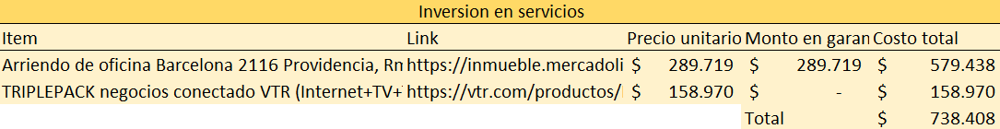 Inversion en servicios
Item Link Precio unitario Monto en garan Costo total
Arriendo de oficina Barcelona 2116 Providencia, Rn https://inmueble.mercadoli $ 289.719 $ 289.719 $ 579.438
TRIPLEPACK negocios conectado VTR (Internet+TV+ https://vtr.com/productos/ $ 158.970 $ - $ 158.970
Total $ 738.408